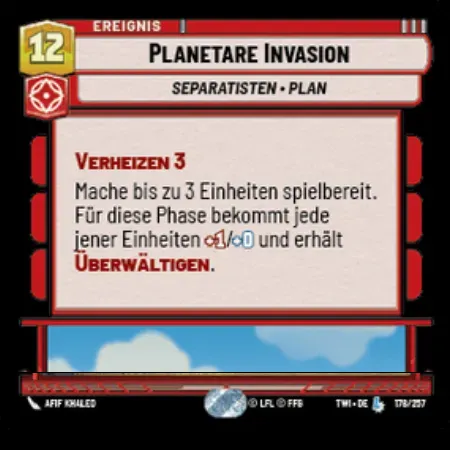 EREIGNIS
12
PLANETARE INVASION
SEPARATISTEN • PLAN
VERHEIZEN 3
Mache bis zu 3 Einheiten spielbereit.
Für diese Phase bekommt jede
jener Einheiten +1/+0 und erhält
ÜBERWÄLTIGEN.
AFIF KHALED
© LFL © FFG
TWI • DE
178/257